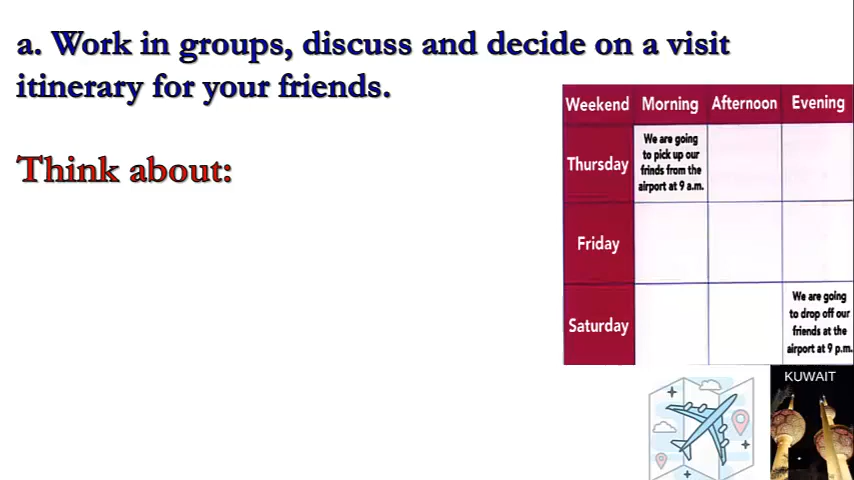 a. Work in groups, discuss and decide on a visit
itinerary for your friends.
Think about:
Weekend Morning Afternoon Evening
Thursday
We are going
to pick up our
frinds from the
airport at 9 a.m.
Friday
Saturday
We are going
to drop off our
friends at the
airport at 9 p.m.
KUWAIT